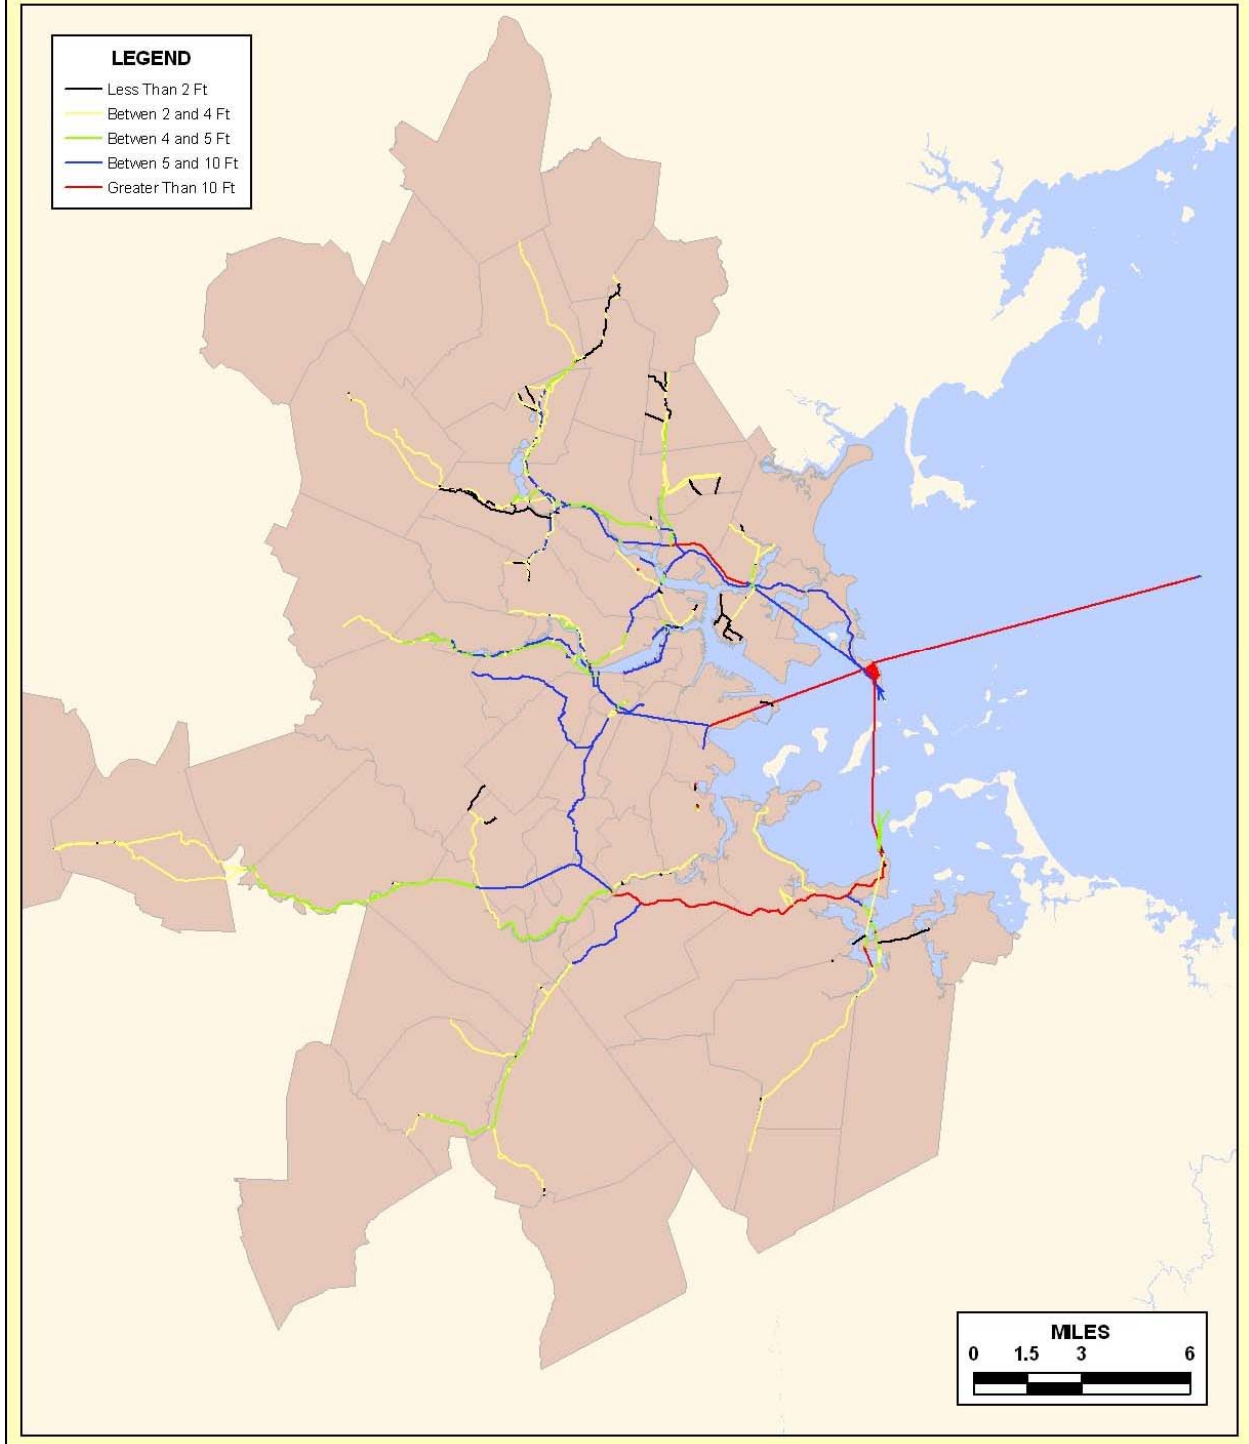 LEGEND
Less Than 2 Ft
Betwen 2 and 4 Ft
Betwen 4 and 5 Ft
Betwen 5 and 10 Ft
Greater Than 10 Ft
MILES
0 1.5 3 6